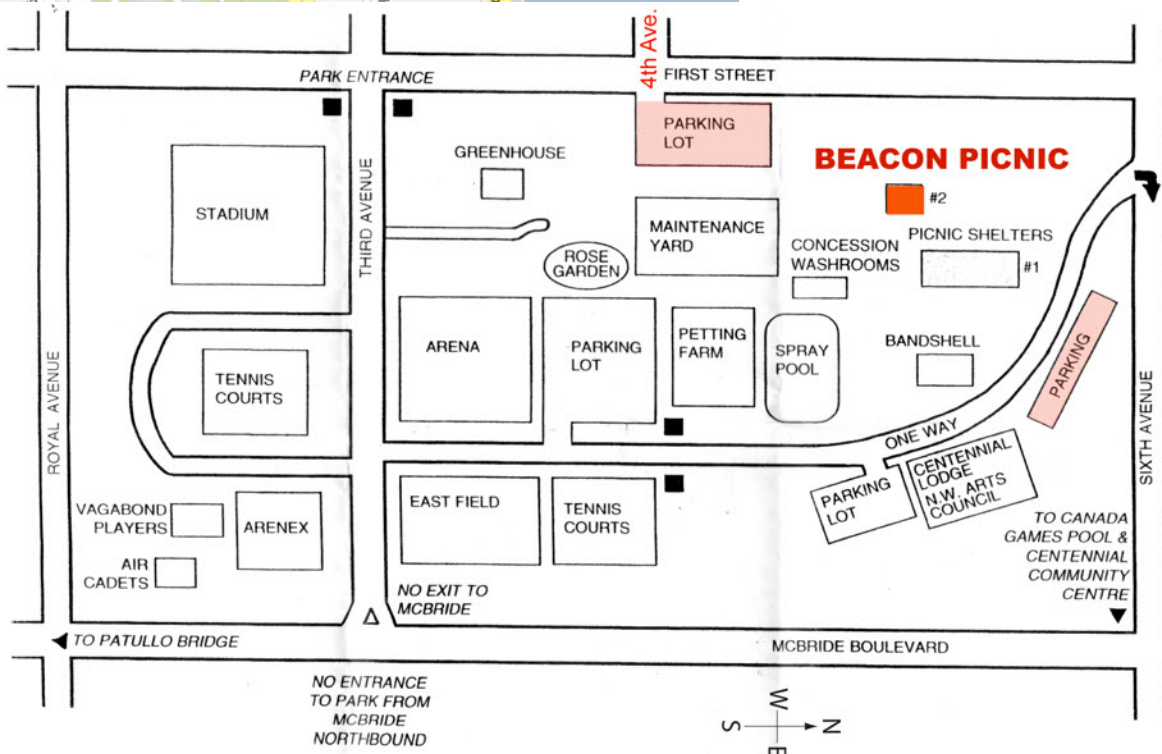 4th Ave.
PARK ENTRANCE
FIRST STREET
PARKING
LOT
BEACON PICNIC
GREENHOUSE
STADIUM
THIRD AVENUE
MAINTENANCE
YARD
#2
PICNIC SHELTERS
#1
CONCESSION
WASHROOMS
ROSE
GARDEN
ROYAL AVENUE
TENNIS
COURTS
ARENA
PARKING
LOT
PETTING
FARM
SPRAY
POOL
BANDSHELL
PARKING
SIXTH AVENUE
ONE WAY
VAGABOND
PLAYERS
ARENEX
AIR
CADETS
EAST FIELD
TENNIS
COURTS
PARKING
LOT
CENTENNIAL
LODGE
N.W. ARTS
COUNCIL
TO CANADA
GAMES POOL &
CENTENNIAL
COMMUNITY
CENTRE
NO EXIT TO
MCBRIDE
TO PATULLO BRIDGE
MCBRIDE BOULEVARD
NO ENTRANCE
TO PARK FROM
MCBRIDE
NORTHBOUND
W
S
N
E